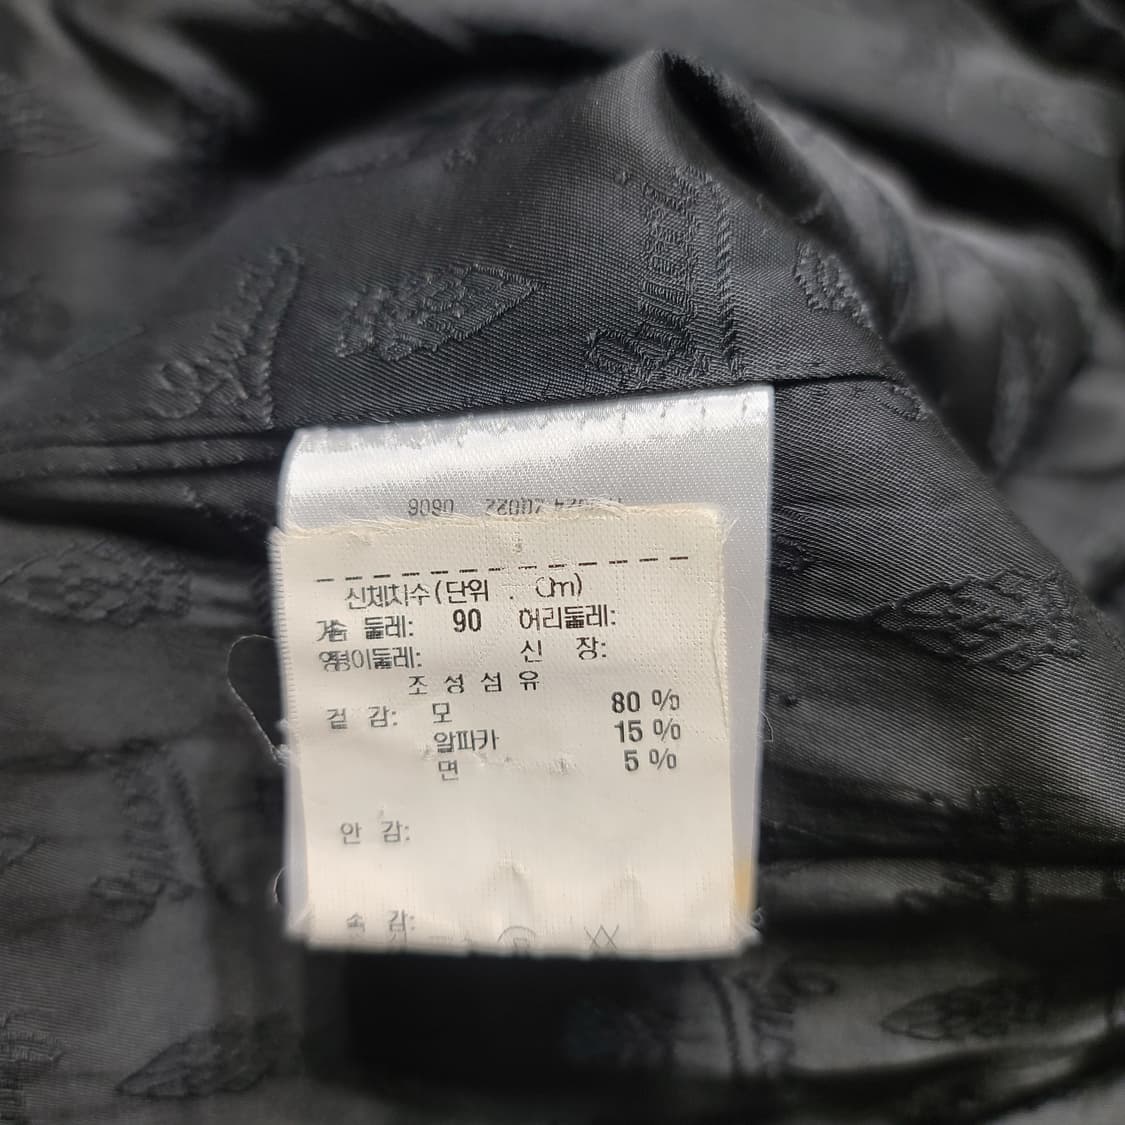 신체치수(단위 . Cm)
가슴 둘레: 90 허리둘레:
엉덩이둘레: 신 장:
조 성 섬 유
겉 감: 모 80 %
알파카 15 %
면 5 %
안 감:
속 감: